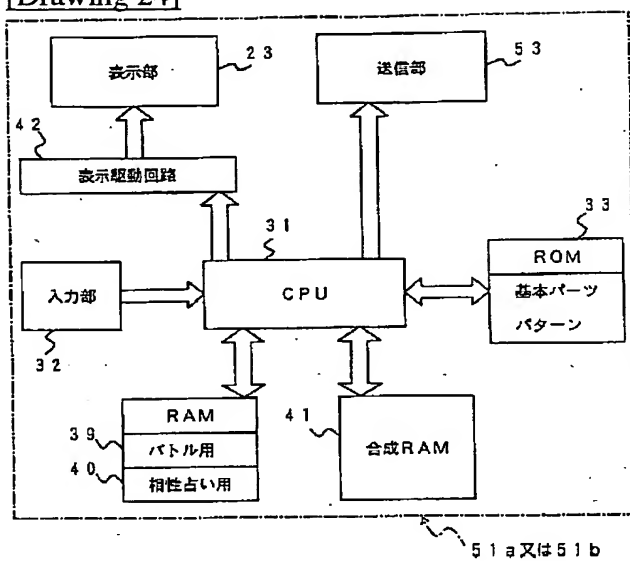 [Drawing 24]
表示部
23
送信部
53
42
表示駆動回路
31
CPU
33
ROM
基本パーツ
パターン
入力部
32
RAM
39
バトル用
40
相性占い用
41
合成RAM
51a又は51b